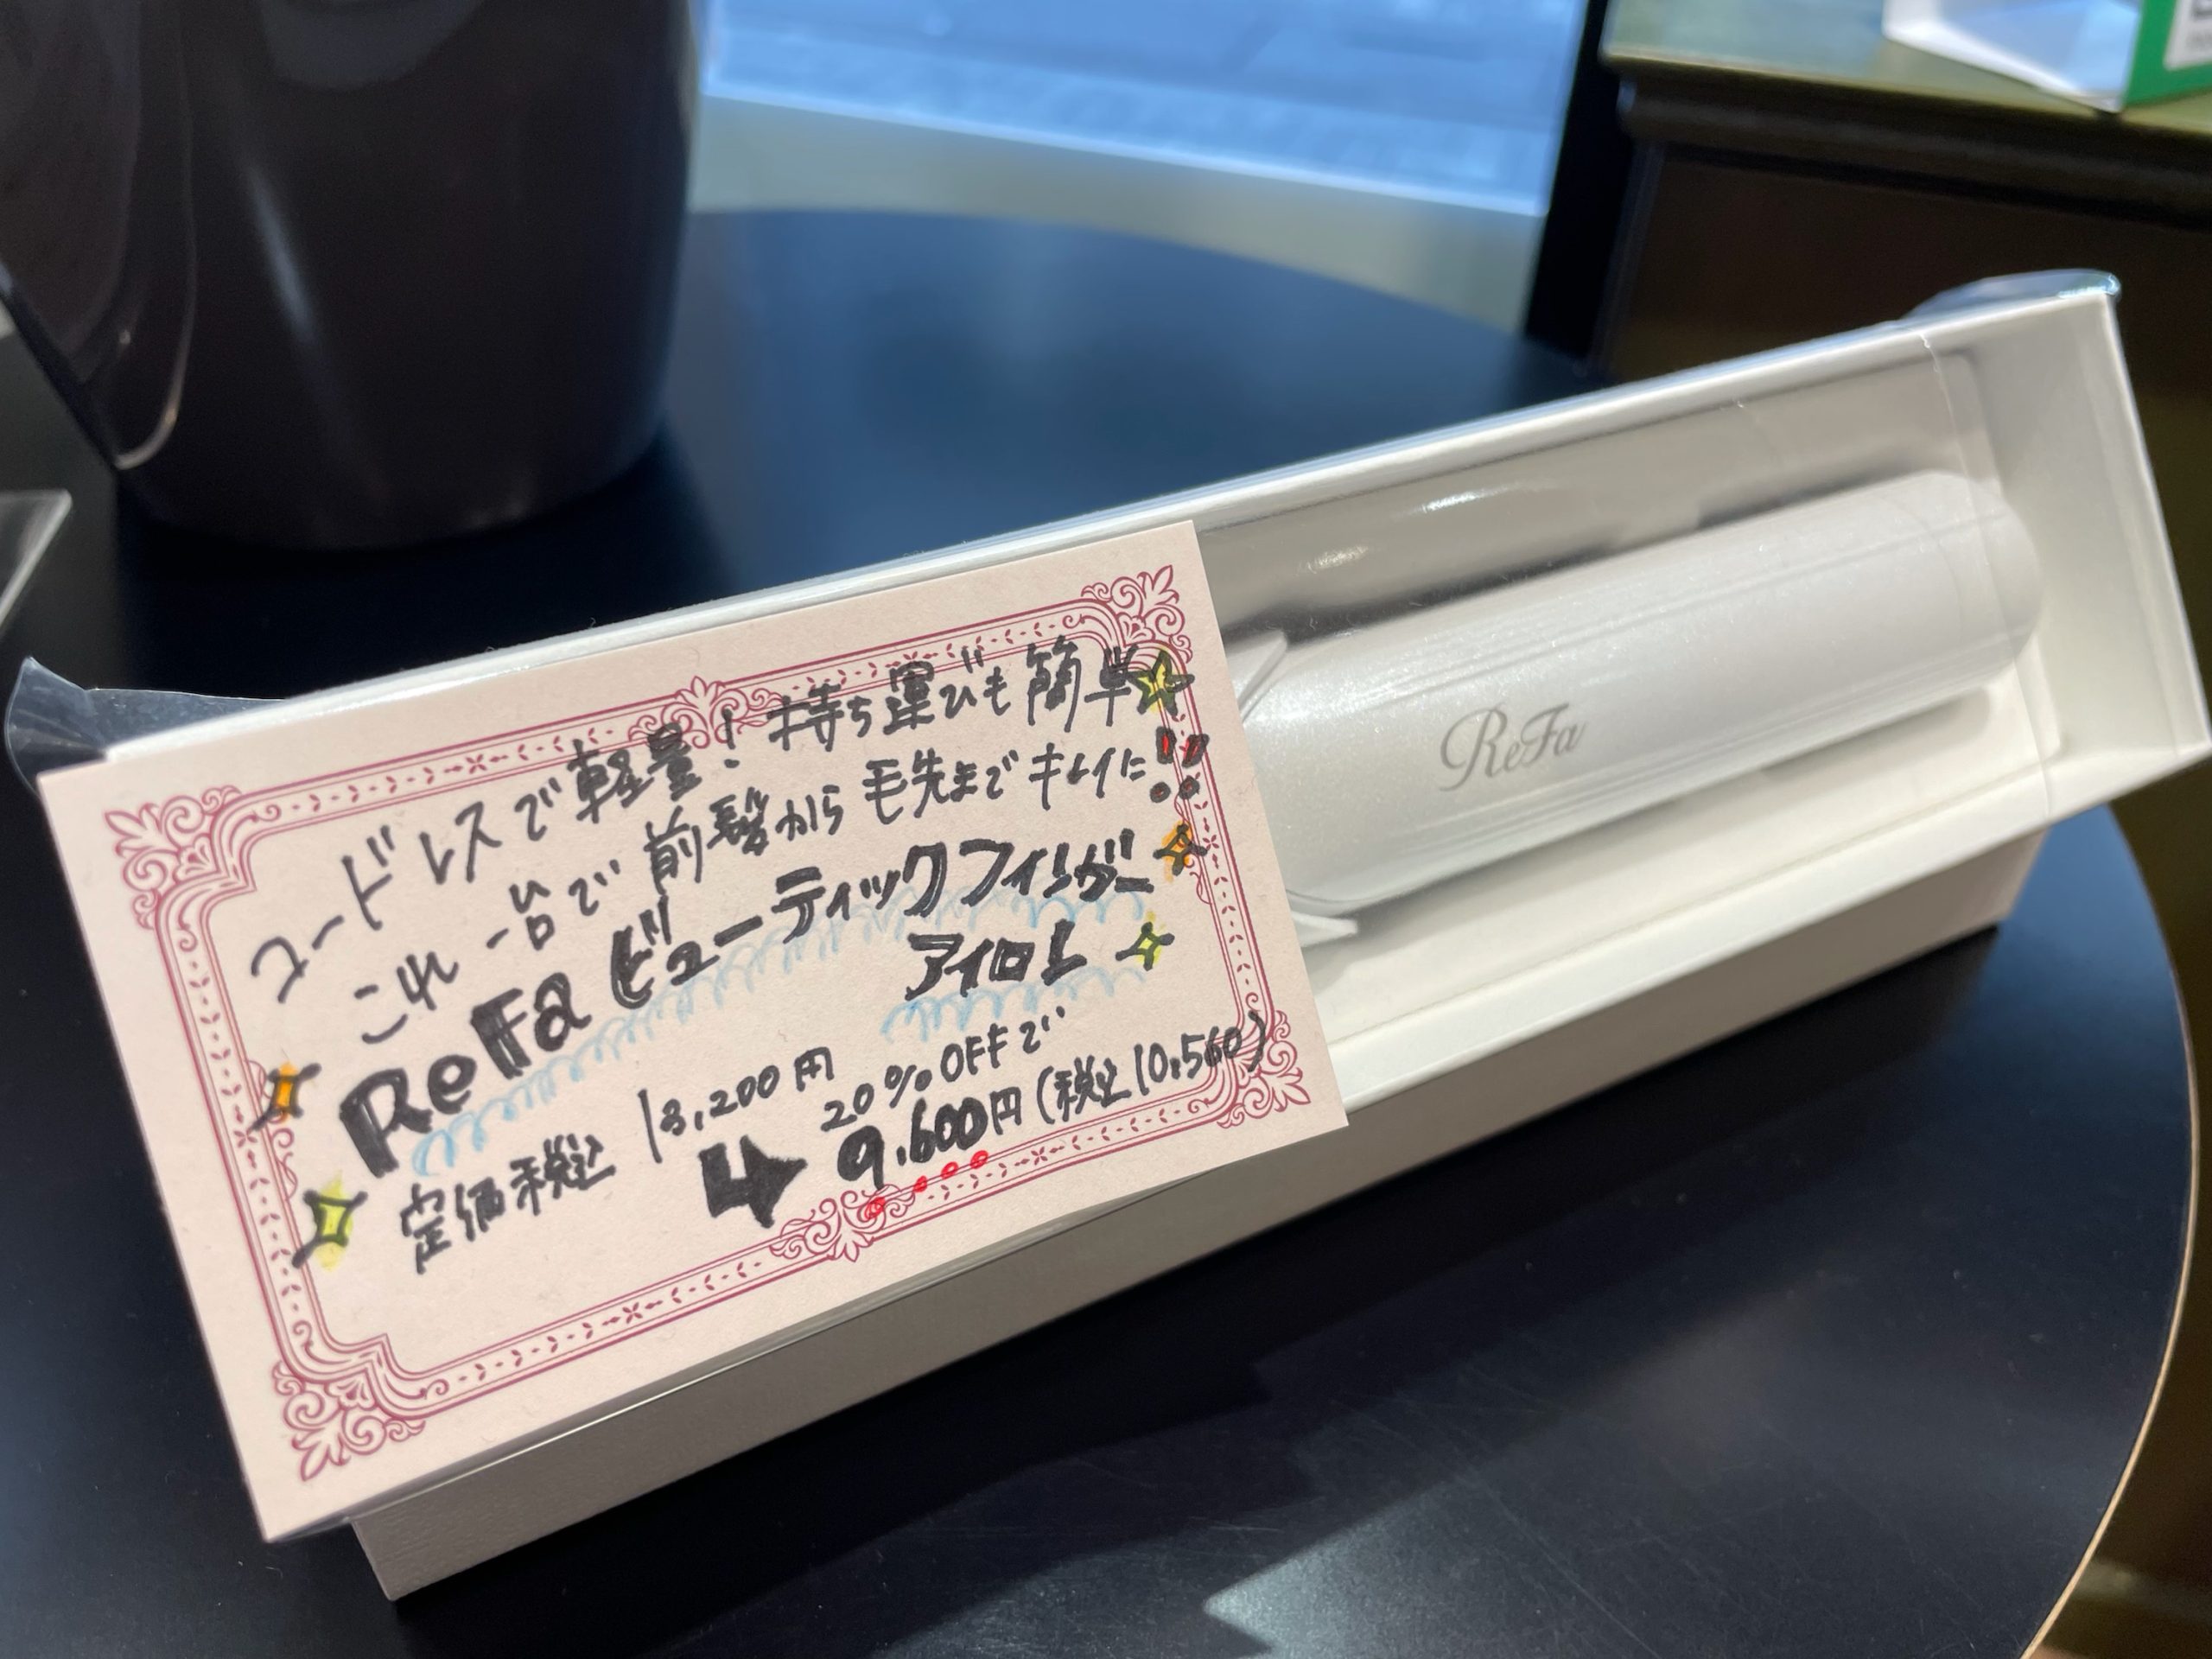 コードレスで軽量！持ち運びも簡単
これ一台で前髪から毛先までキレイに!!
ReFa ビューティックフィンガー
アイロン
定価税込 13,200円
20%OFFで
9.600円(税込10.560)
ReFa